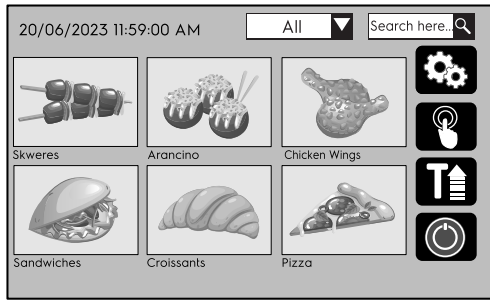 20/06/2023 11:59:00 AM
All
Search here...
Skweres
Arancino
Chicken Wings
T
Sandwiches
Croissants
Pizza